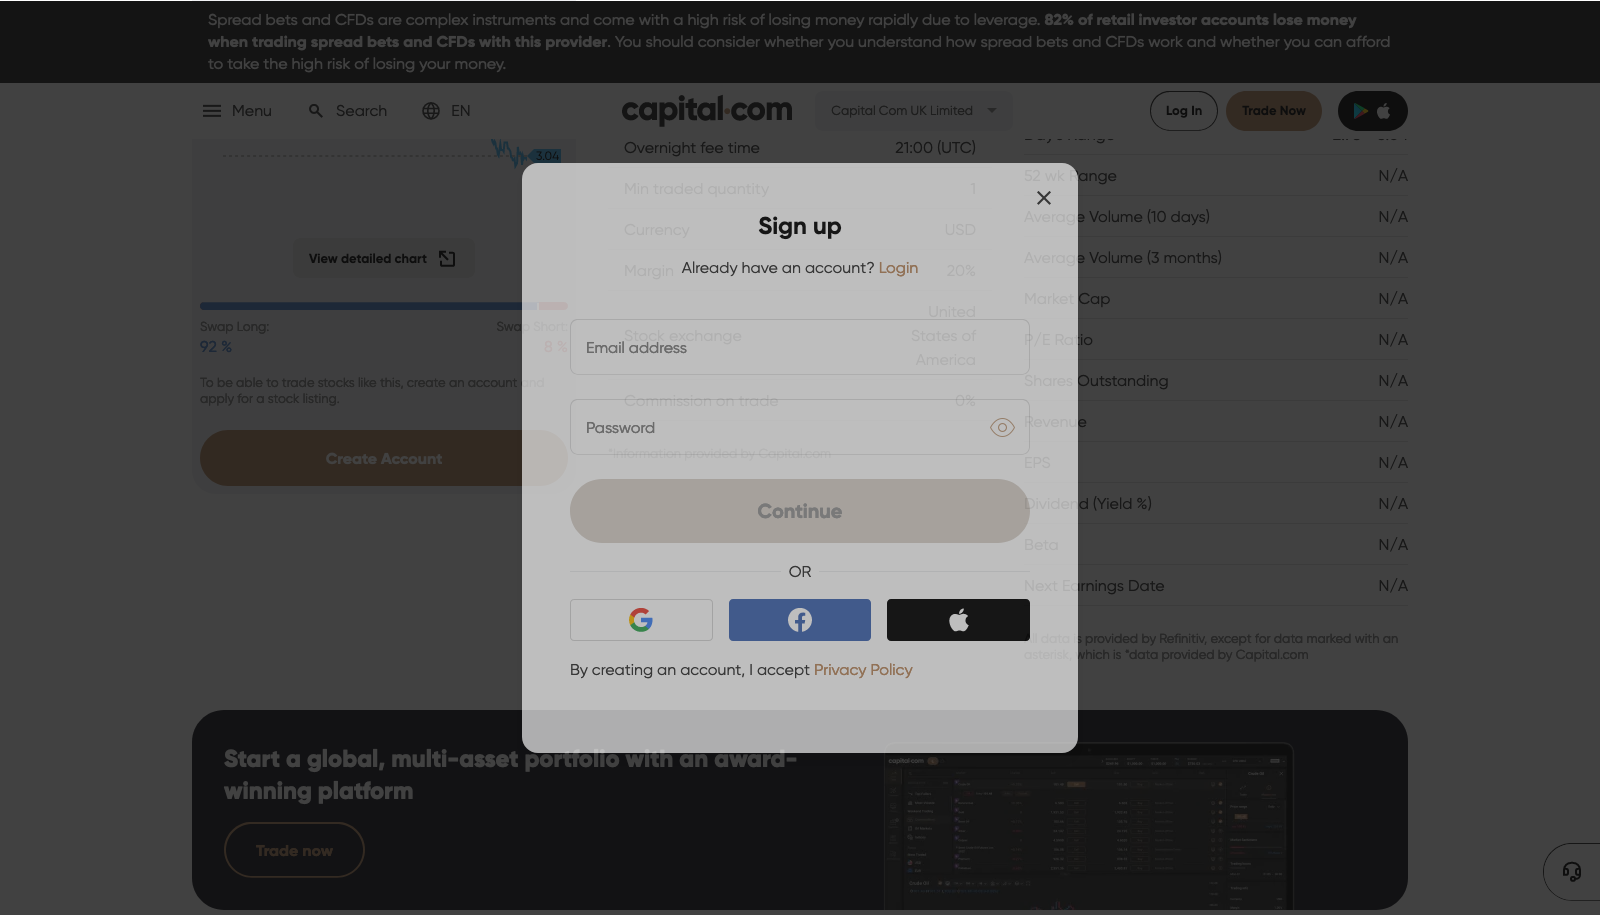 Spread bets and CFDs are complex instruments and come with a high risk of losing money rapidly due to leverage. 82% of retail investor accounts lose money
when trading spread bets and CFDs with this provider. You should consider whether you understand how spread bets and CFDs work and whether you can afford
to take the high risk of losing your money.
Menu
Search
EN
capital.com
Capital Com UK Limited
Log In
Trade Now
3.04
View detailed chart
Swap Long:
Swap Short:
92 %
8 %
To be able to trade stocks like this, create an account and
apply for a stock listing.
Create Account
Overnight fee time 21:00 (UTC)
Min traded quantity 1
Currency USD
Margin 20%
Stock exchange United
States of
America
Commission on trade 0%
*Information provided by Capital.com
Sign up
Already have an account? Login
Email address
Password
Continue
OR
By creating an account, I accept Privacy Policy
52 wk Range N/A
Average Volume (10 days) N/A
Average Volume (3 months) N/A
Market Cap N/A
P/E Ratio N/A
Shares Outstanding N/A
Revenue N/A
EPS N/A
Dividend (Yield %) N/A
Beta N/A
Next Earnings Date N/A
All data is provided by Refinitiv, except for data marked with an
asterisk, which is *data provided by Capital.com
Start a global, multi-asset portfolio with an award-
winning platform
Trade now
capital.com